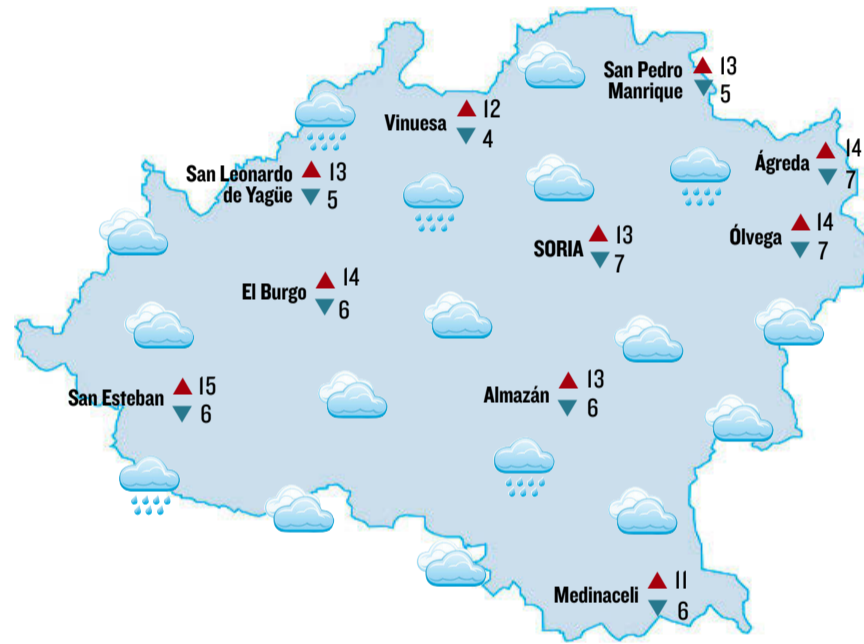 San Pedro
Manrique
13
5
Vinuesa
12
4
Ágreda
14
7
San Leonardo
de Yagüe
13
5
SORIA
13
7
Ólvega
14
7
El Burgo
14
6
San Esteban
15
6
Almazán
13
6
Medinaceli
11
6